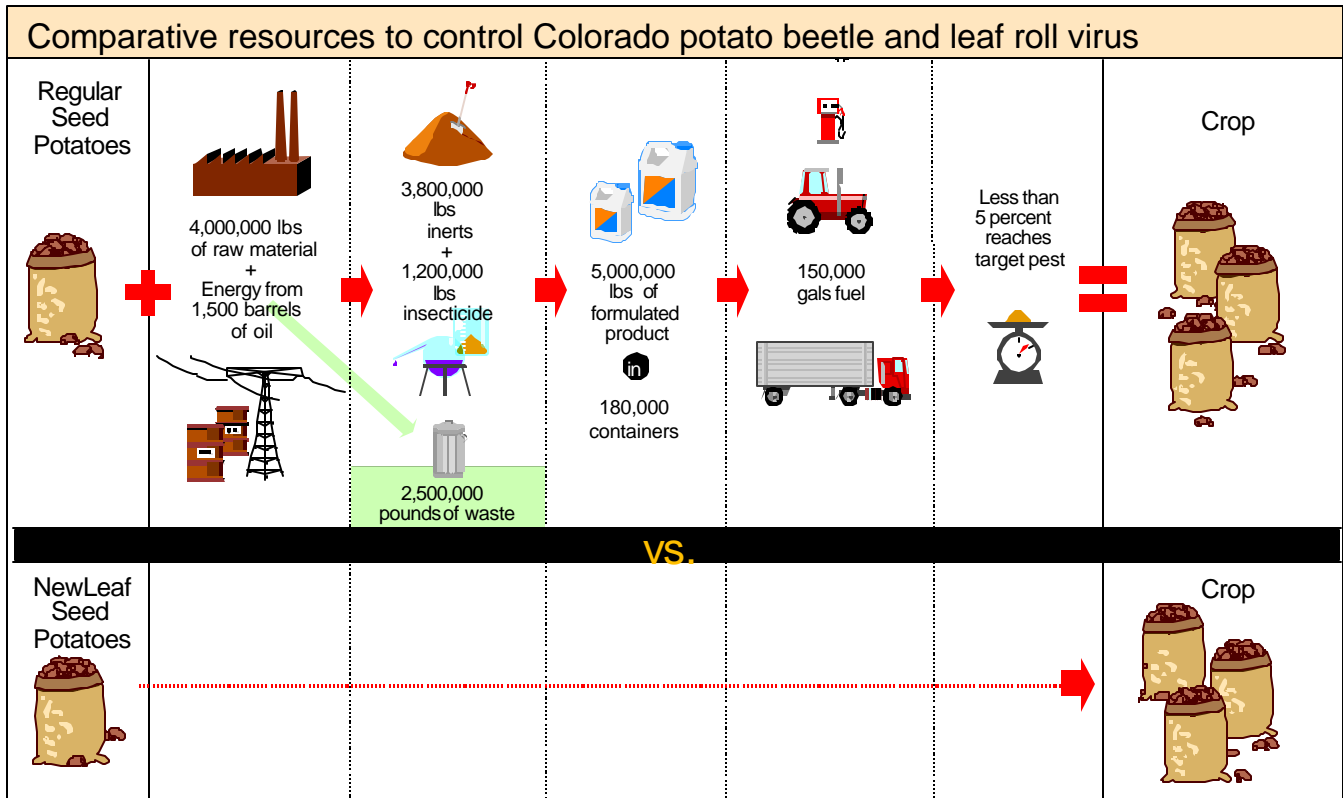 Comparative resources to control Colorado potato beetle and leaf roll virus
Regular
Seed
Potatoes
4,000,000 lbs
of raw material
+
Energy from
1,500 barrels
of oil
3,800,000
lbs
inerts
+
1,200,000
lbs
insecticide
2,500,000
pounds of waste
5,000,000
lbs of
formulated
product
in
180,000
containers
150,000
gals fuel
Less than
5 percent
reaches
target pest
Crop
vs.
NewLeaf
Seed
Potatoes
Crop